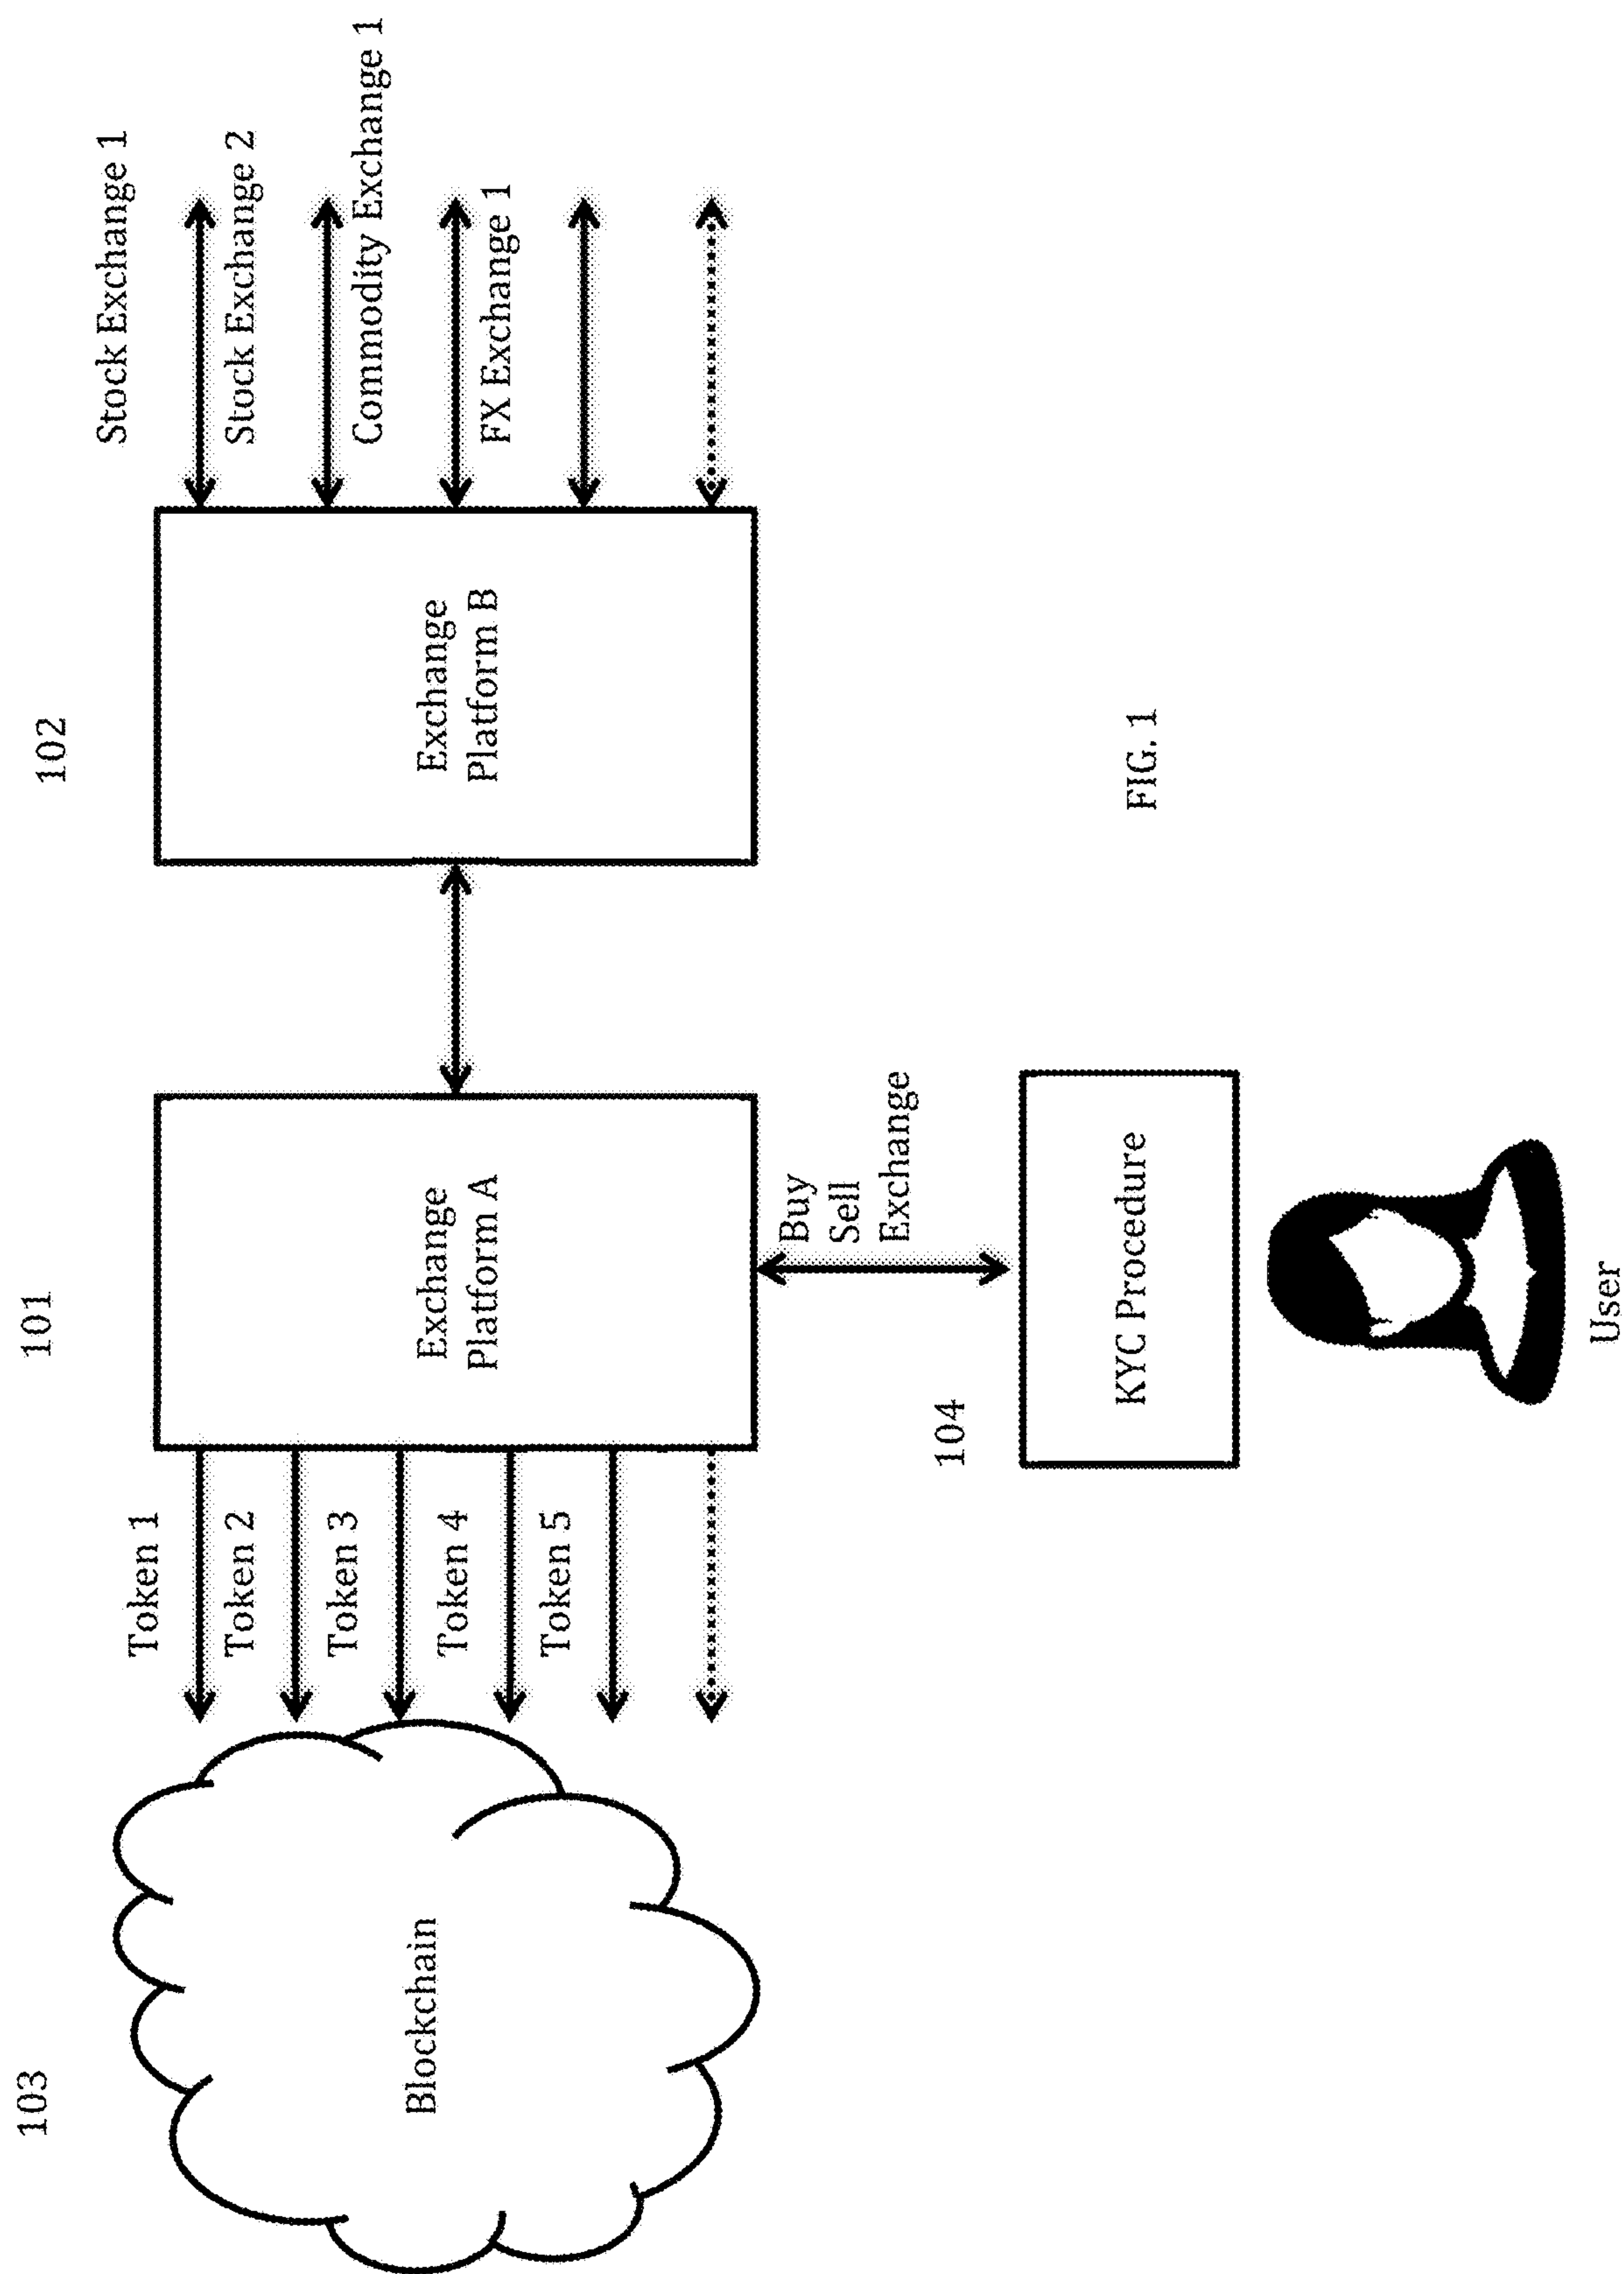 103
101
102
Blockchain
Token 1
Token 2
Token 3
Token 4
Token 5
Exchange
Platform A
Exchange
Platform B
Stock Exchange 1
Stock Exchange 2
Commodity Exchange 1
FX Exchange 1
Buy
Sell
Exchange
104
KYC Procedure
User
FIG. 1